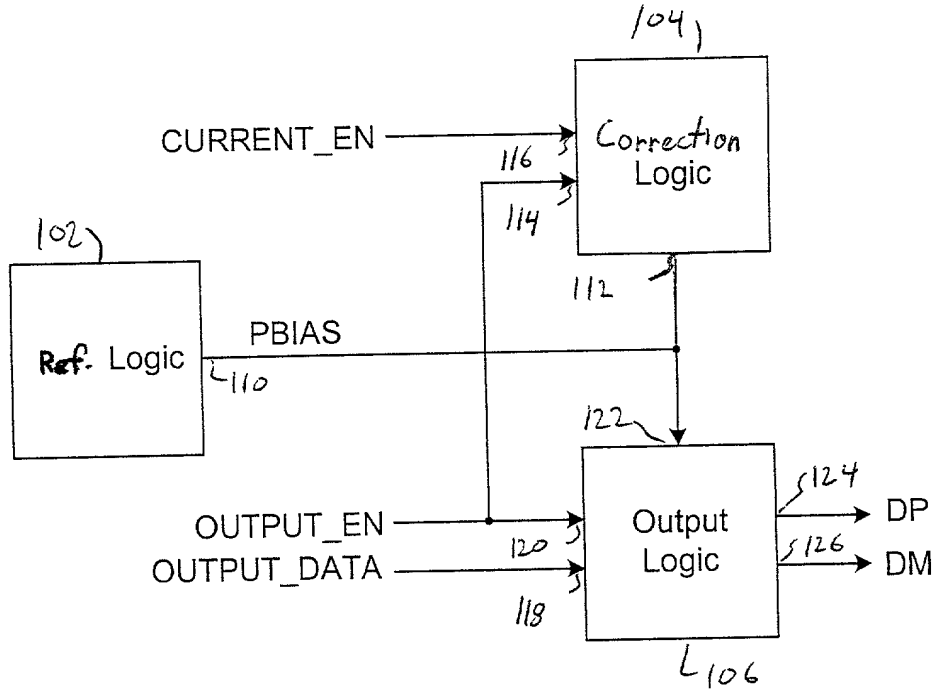 104
CURRENT_EN
Correction
Logic
116
114
102
112
PBIAS
Ref. Logic
110
122
124
OUTPUT_EN
Output
Logic
DP
120
126
OUTPUT_DATA
DM
118
106